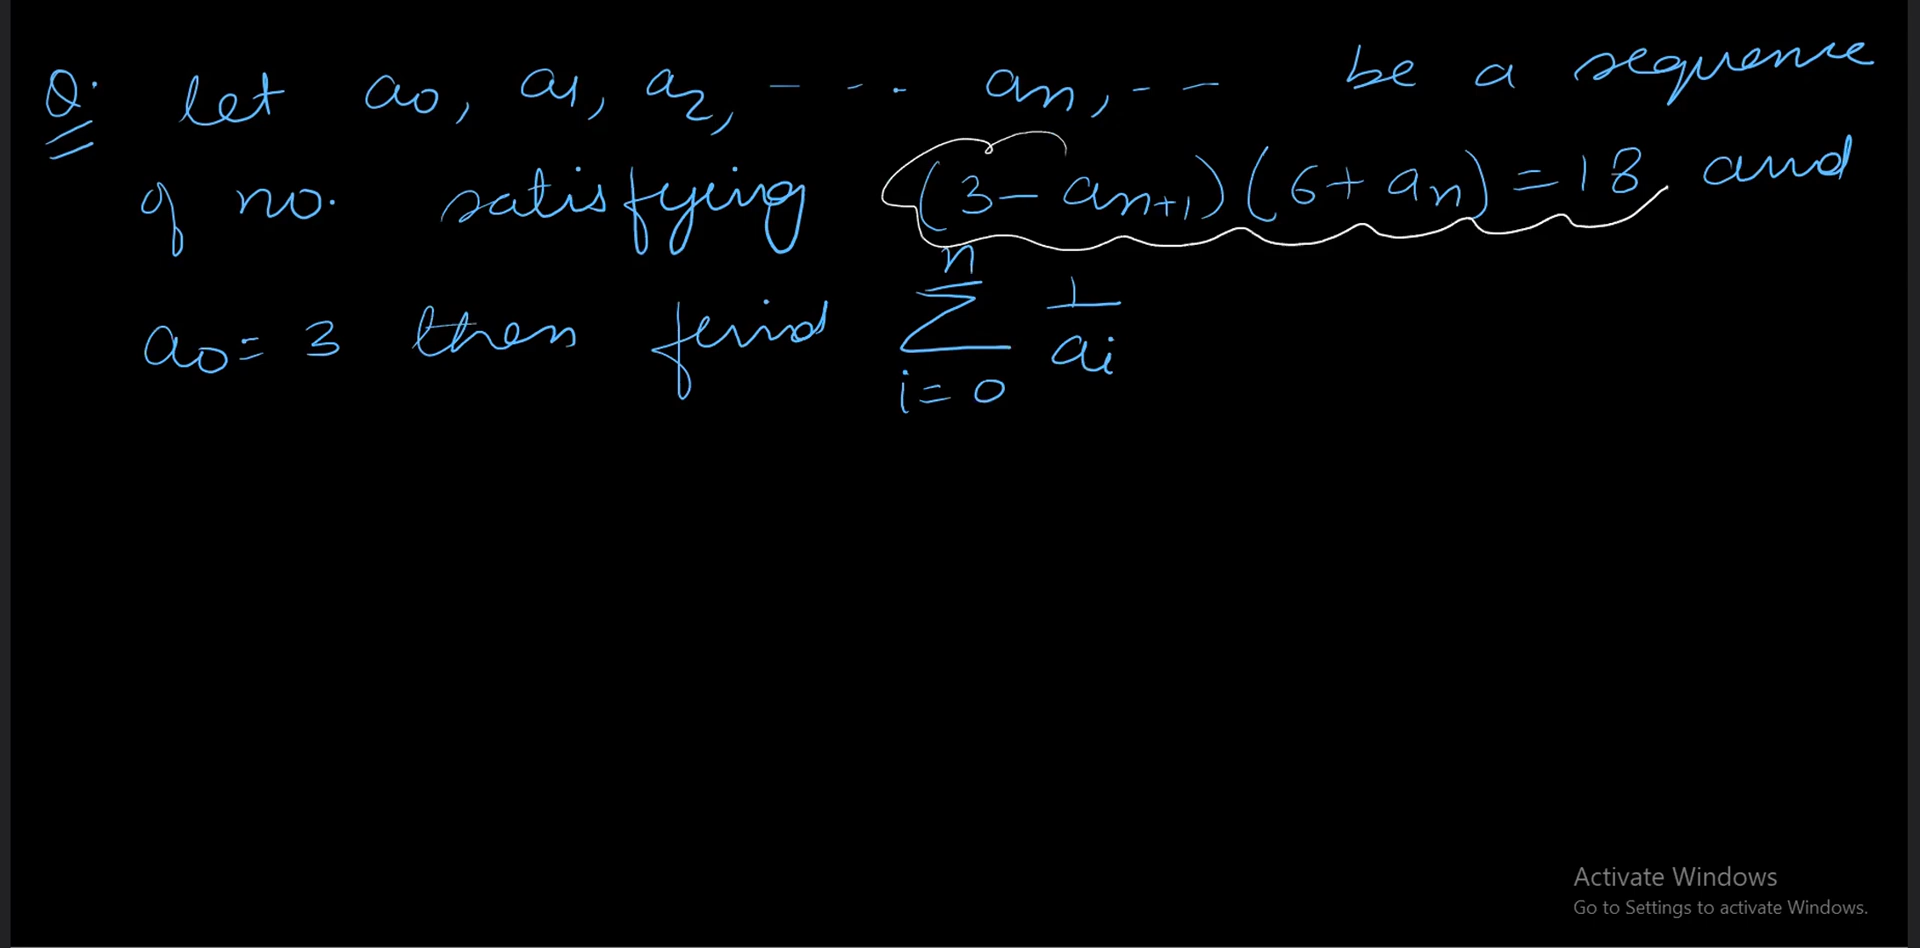 Q. let a0, a1, a2, - - - . an, - - - be a sequence
of no. satisfying (3 - an+1)(6 + an) = 18 and
a0 = 3 then find n∑i=0 1/ai
Activate Windows
Go to Settings to activate Windows.